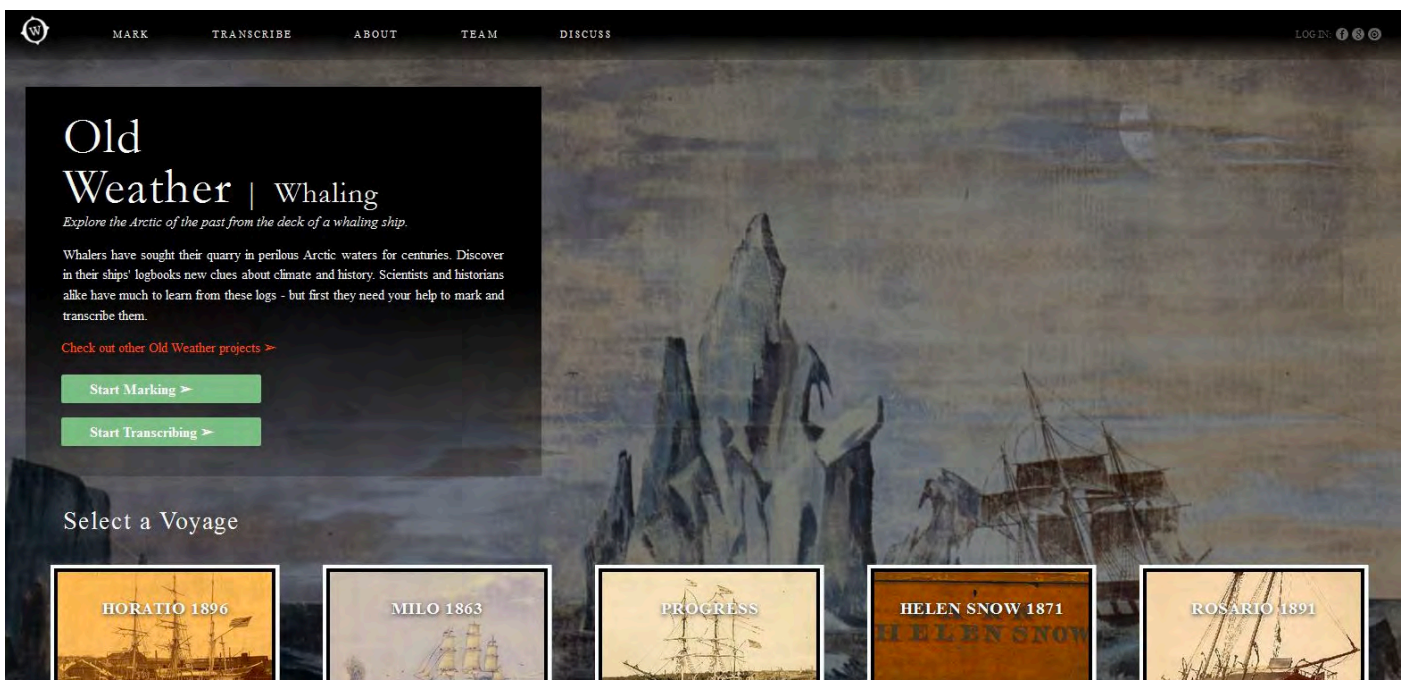 W
MARK TRANSCRIBE ABOUT TEAM DISCUSS LOG IN:
Old
Weather | Whaling
Explore the Arctic of the past from the deck of a whaling ship.
Whalers have sought their quarry in perilous Arctic waters for centuries. Discover
in their ships' logbooks new clues about climate and history. Scientists and historians
alike have much to learn from these logs - but first they need your help to mark and
transcribe them.
Check out other Old Weather projects ➢
Start Marking ➢
Start Transcribing ➢
Select a Voyage
HORATIO 1896 MILO 1863 PROGRESS HELEN SNOW 1871 ROSARIO 1891
HELEN SNOW